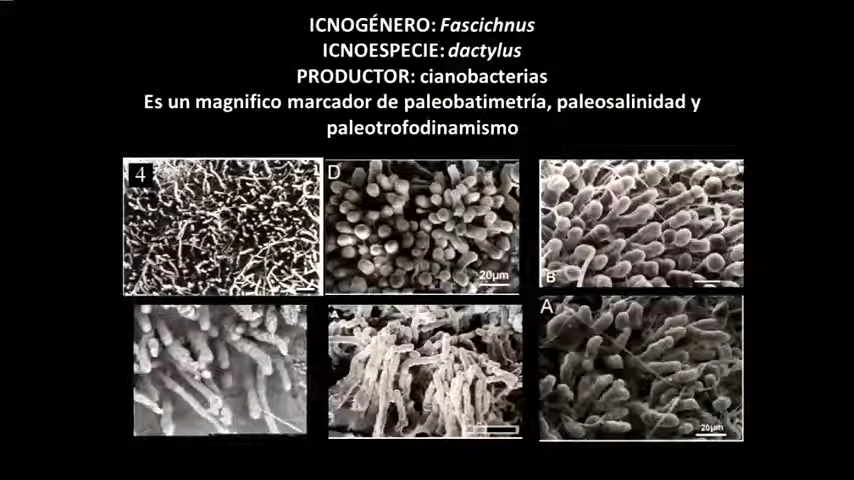 ICNOGÉNERO: Fascichnus
ICNOESPECIE: dactylus
PRODUCTOR: cianobacterias
Es un magnifico marcador de paleobatimetría, paleosalinidad y
paleotrofodinamismo
4
D
20µm
B
A
A
20µm